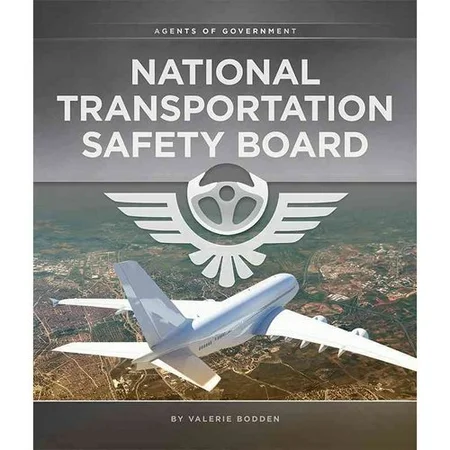 AGENTS OF GOVERNMENT
NATIONAL
TRANSPORTATION
SAFETY BOARD
BY VALERIE BODDEN